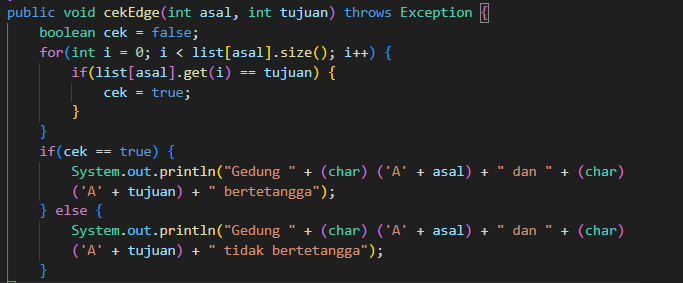 public void cekEdge(int asal, int tujuan) throws Exception {
    boolean cek = false;
    for(int i = 0; i < list[asal].size(); i++) {
        if(list[asal].get(i) == tujuan) {
            cek = true;
        }
    }
    if(cek == true) {
        System.out.println("Gedung " + (char) ('A' + asal) + " dan " + (char)
        ('A' + tujuan) + " bertetangga");
    } else {
        System.out.println("Gedung " + (char) ('A' + asal) + " dan " + (char)
        ('A' + tujuan) + " tidak bertetangga");
    }